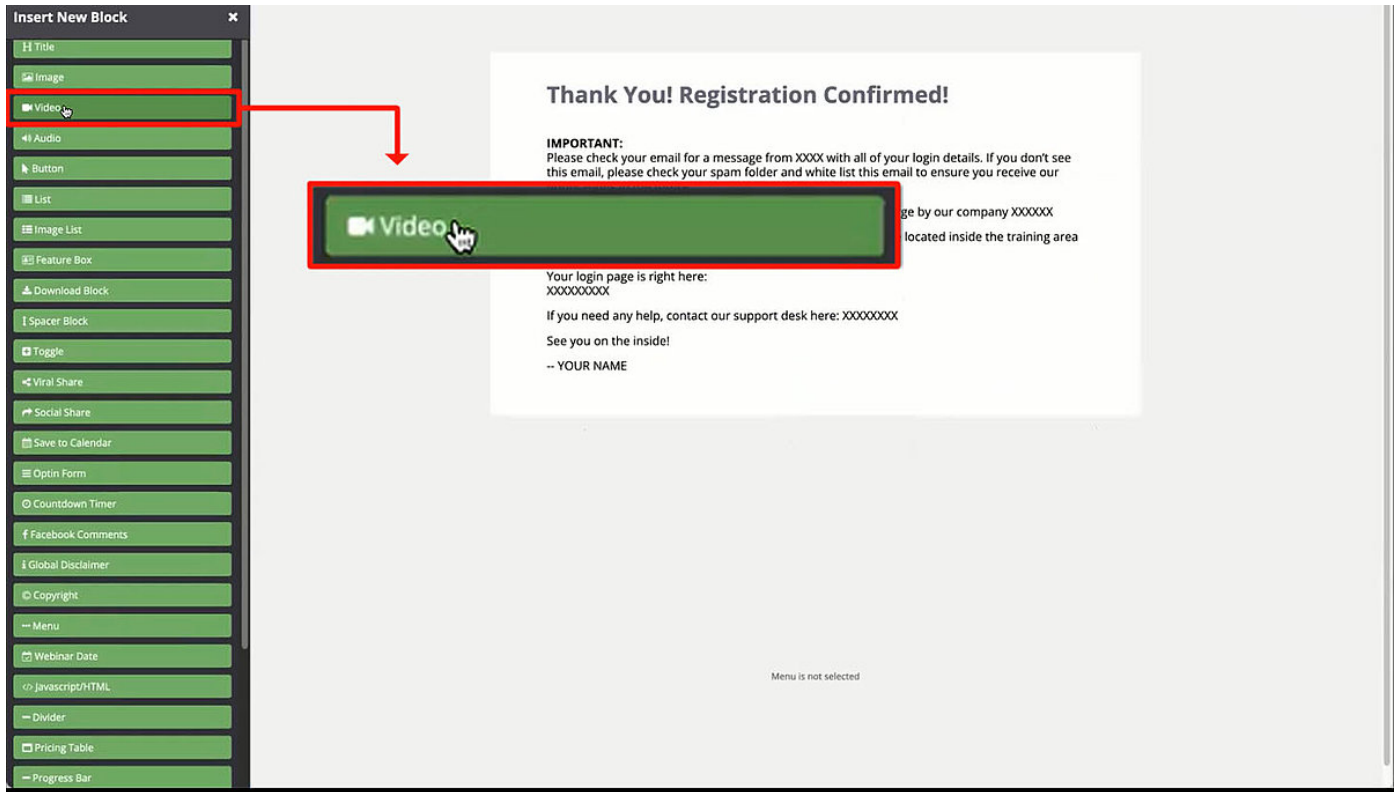 Insert New Block
Title
Image
Video
Audio
Button
List
Image List
Feature Box
Download Block
Spacer Block
Toggle
Viral Share
Social Share
Save to Calendar
Optin Form
Countdown Timer
Facebook Comments
Global Disclaimer
Copyright
Menu
Webinar Date
Javascript/HTML
Divider
Pricing Table
Progress Bar
Thank You! Registration Confirmed!
IMPORTANT:
Please check your email for a message from XXXX with all of your login details. If you don't see
this email, please check your spam folder and white list this email to ensure you receive our
Video
ge by our company XXXXXX
located inside the training area
Your login page is right here:
XXXXXXXXX
If you need any help, contact our support desk here: XXXXXXXX
See you on the inside!
-- YOUR NAME
Menu is not selected